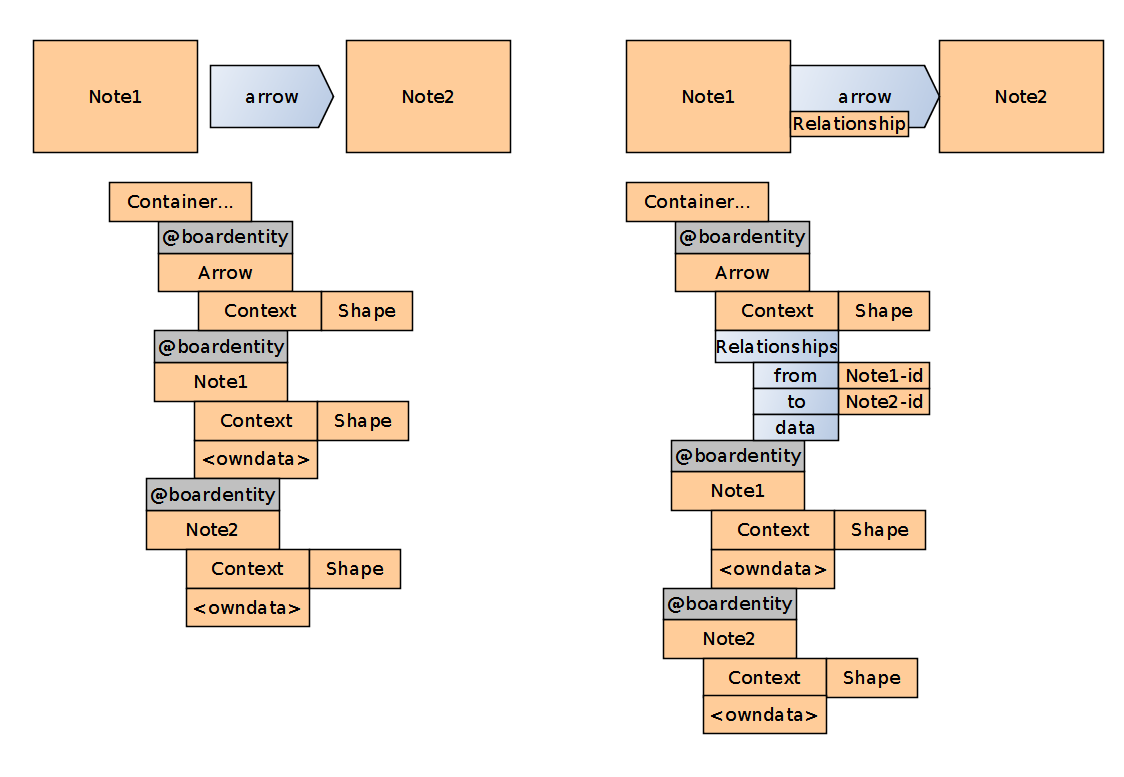 Note1
arrow
Note2
Container...
@boardentity
Arrow
Context Shape
@boardentity
Note1
Context Shape
<owndata>
@boardentity
Note2
Context Shape
<owndata>
Note1
arrow
Relationship
Note2
Container...
@boardentity
Arrow
Context Shape
Relationships
from Note1-id
to Note2-id
data
@boardentity
Note1
Context Shape
<owndata>
@boardentity
Note2
Context Shape
<owndata>